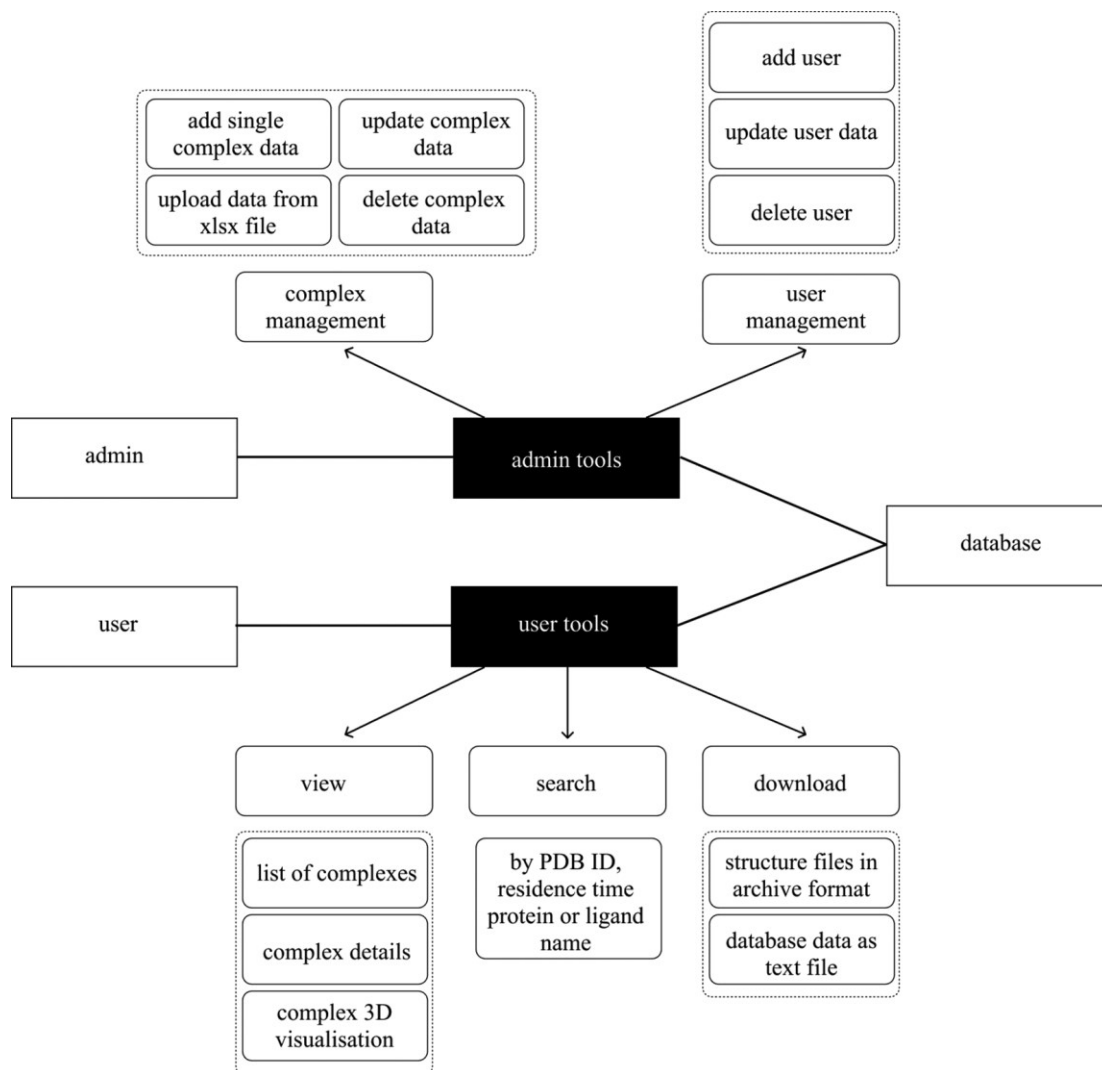 add user
update user data
delete user
add single
complex data
update complex
data
upload data from
xlsx file
delete complex
data
complex
management
user
management
admin
admin tools
database
user
user tools
view
search
download
list of complexes
complex details
complex 3D
visualisation
by PDB ID,
residence time
protein or ligand
name
structure files in
archive format
database data as
text file